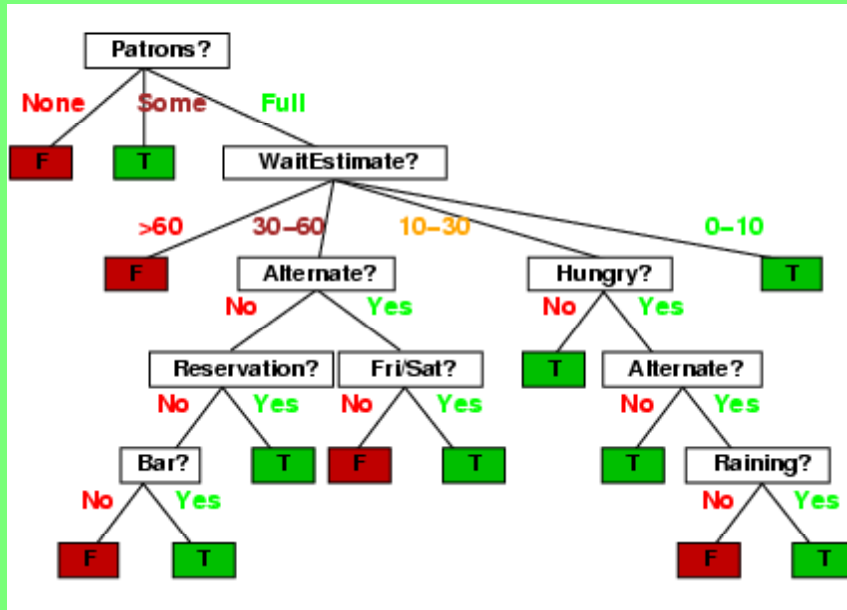 Patrons?
None Some Full
F T WaitEstimate?
>60 30–60 10–30 0–10
F Alternate? Hungry? T
No Yes No Yes
Reservation? Fri/Sat? T Alternate?
No Yes No Yes No Yes
Bar? T F T T Raining?
No Yes No Yes
F T F T